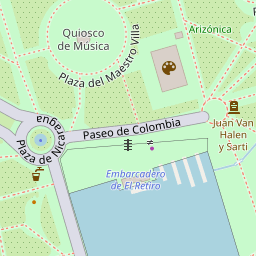 Arizónica
Quiosco
de Música
Plaza del Maestro Villa
Juan Van
Halen
y Sarti
Paseo de Colombia
Plaza de Nicaragua
Embarcadero
de El Retiro